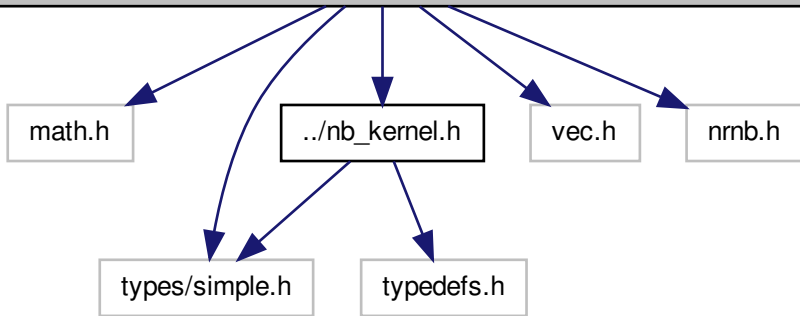 math.h
../nb_kernel.h
vec.h
nrnb.h
types/simple.h
typedefs.h